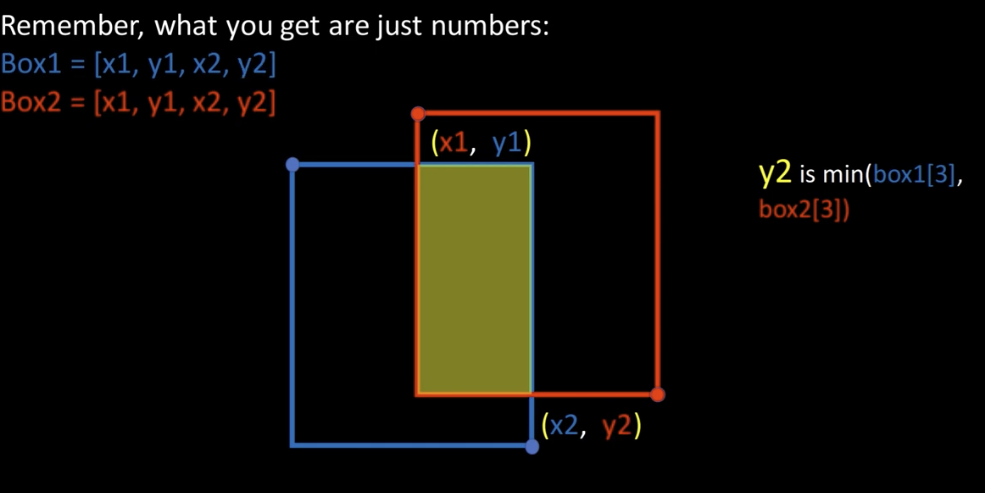 Remember, what you get are just numbers:
Box1 = [x1, y1, x2, y2]
Box2 = [x1, y1, x2, y2]
(x1, y1)
y2 is min(box1[3],
box2[3])
(x2, y2)